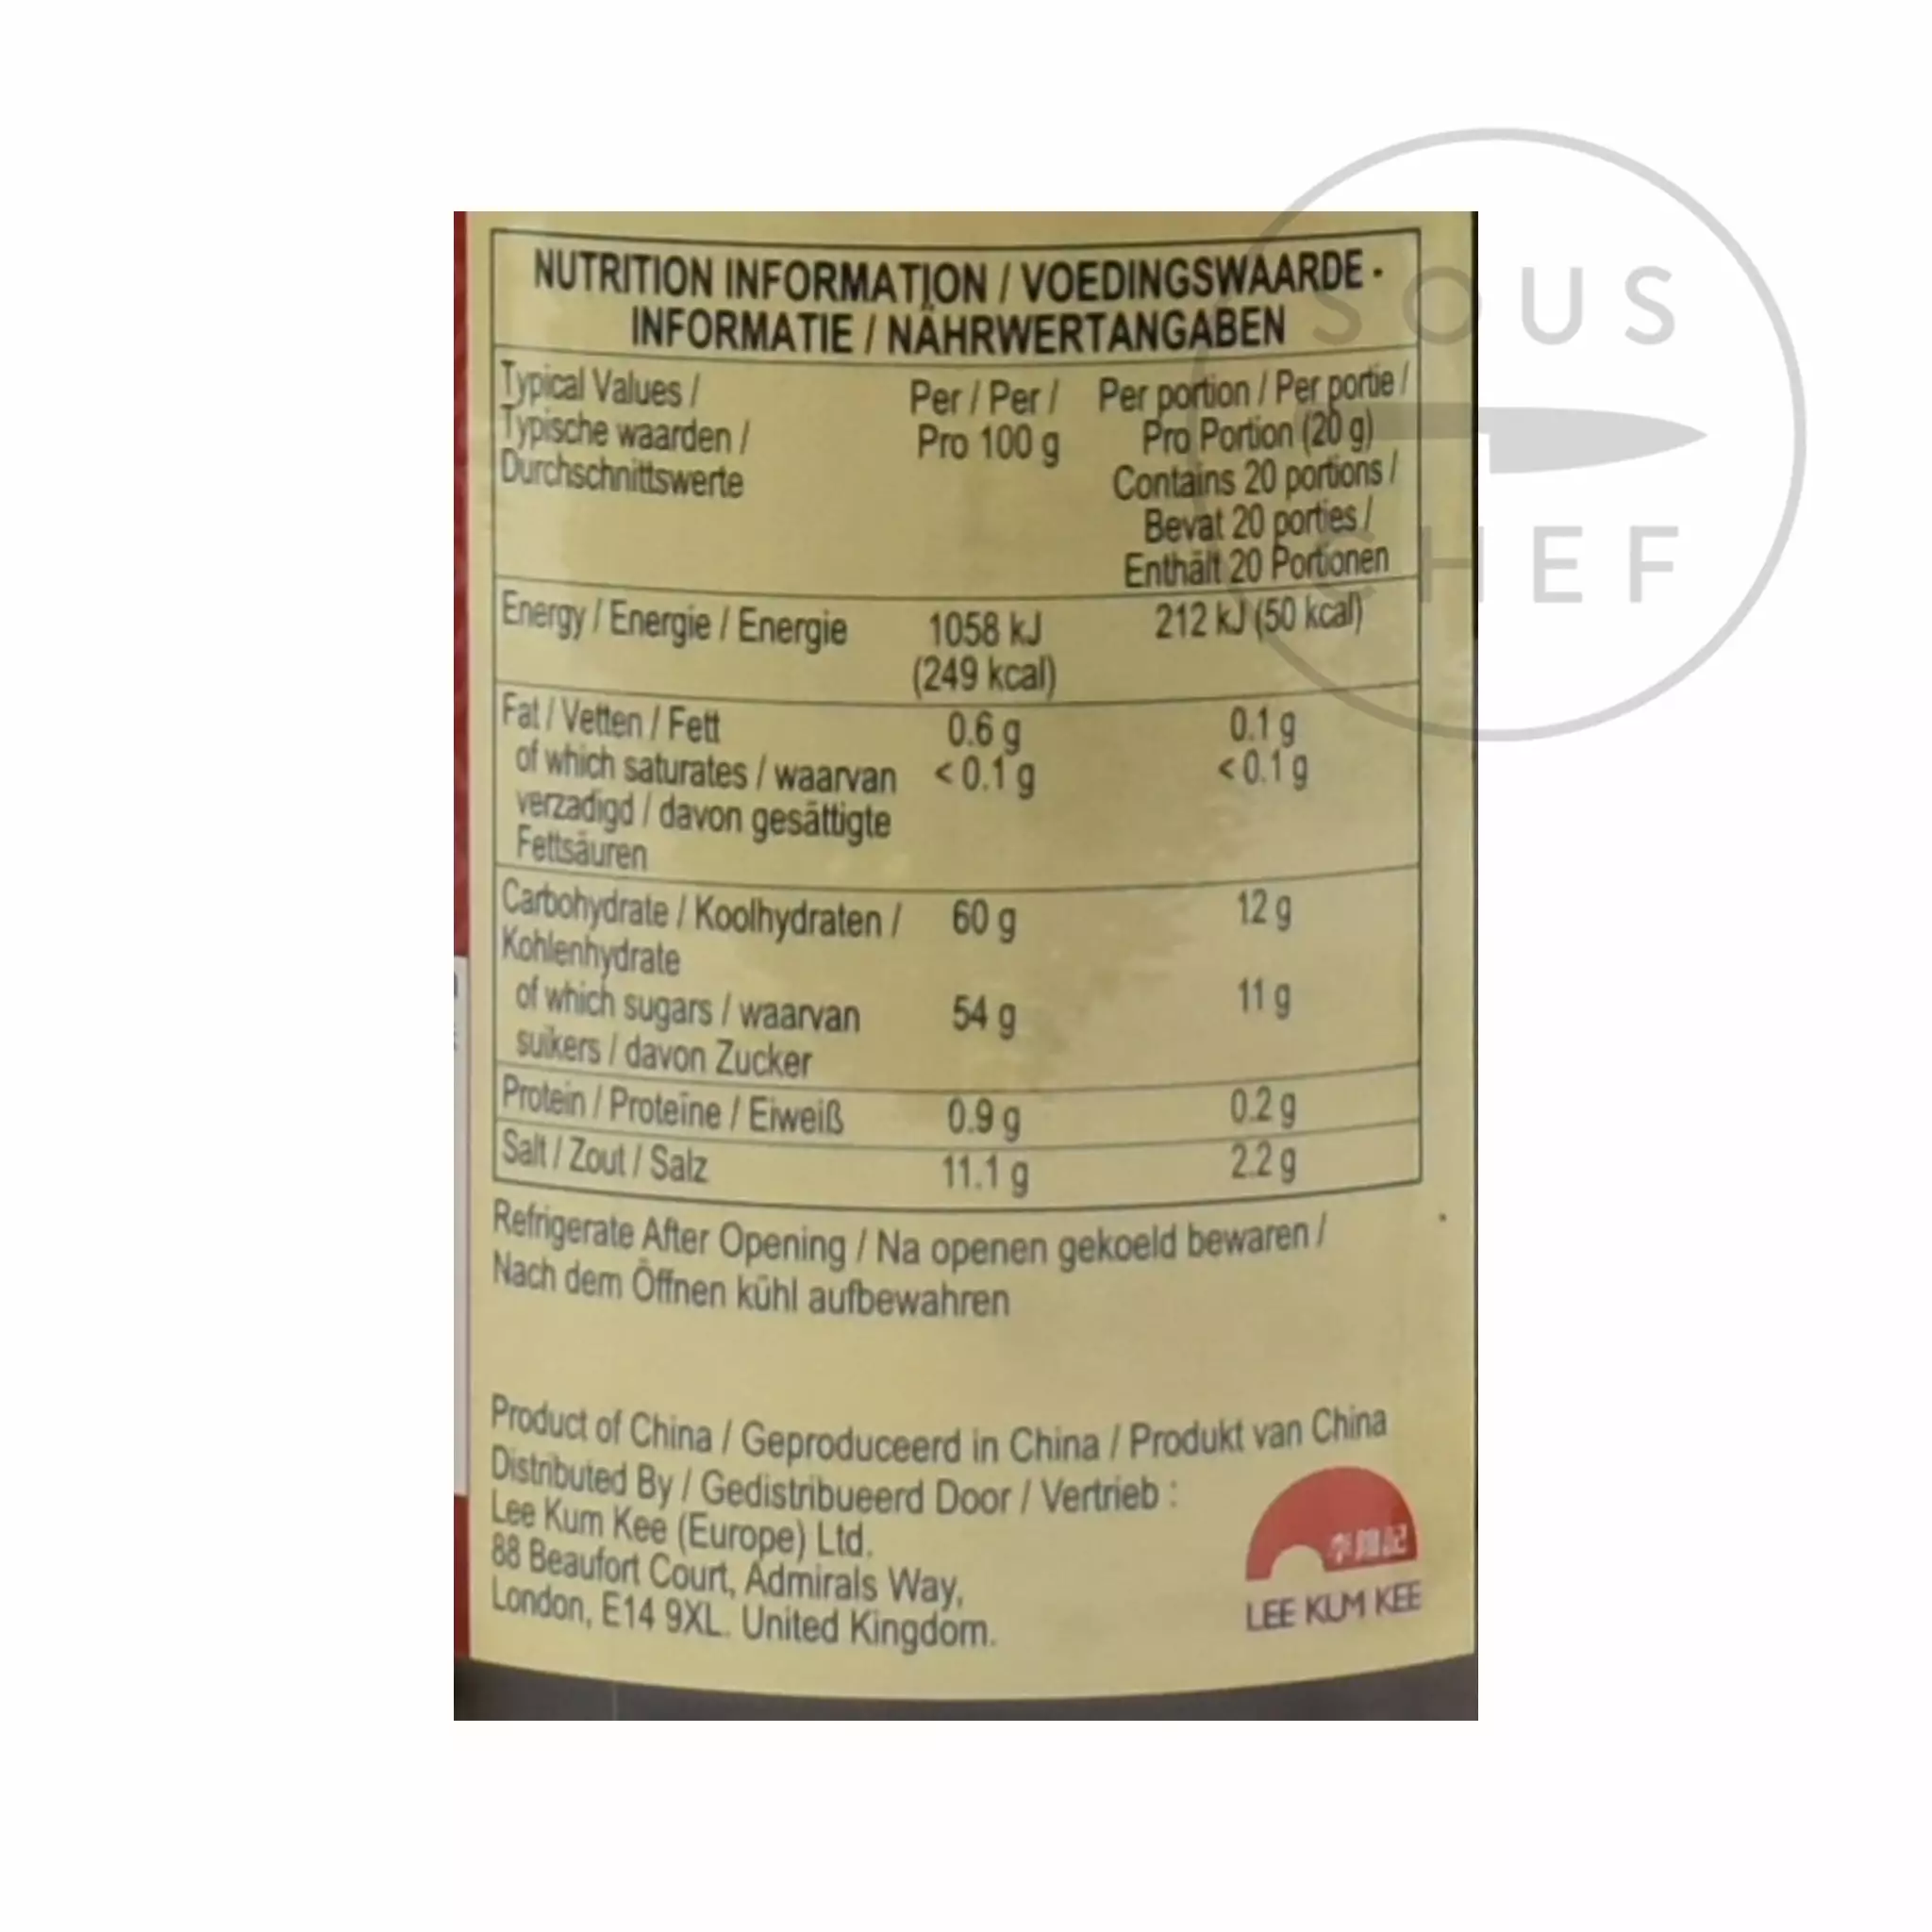 NUTRITION INFORMATION / VOEDINGSWAARDE -
INFORMATIE / NÄHRWERTANGABEN
Typical Values /
Typische waarden /
Durchschnittswerte
Per / Per /
Pro 100 g
Per portion / Per portie /
Pro Portion (20 g)
Contains 20 portions /
Bevat 20 porties /
Enthält 20 Portionen
Energy / Energie / Energie 1058 kJ 212 kJ (50 kcal)
(249 kcal)
Fat / Vetten / Fett 0.6 g 0.1 g
of which saturates / waarvan <0.1 g <0.1 g
verzadigd / davon gesättigte
Fettsäuren
Carbohydrate / Koolhydraten / 60 g 12 g
Kohlenhydrate
of which sugars / waarvan 54 g 11 g
suikers / davon Zucker
Protein / Proteïne / Eiweiß 0.9 g 0.2 g
Salt / Zout / Salz 11.1 g 2.2 g
Refrigerate After Opening / Na openen gekoeld bewaren /
Nach dem Öffnen kühl aufbewahren
Product of China / Geproduceerd in China / Produkt van China
Distributed By / Gedistribueerd Door / Vertrieb :
Lee Kum Kee (Europe) Ltd.
88 Beaufort Court, Admirals Way,
London, E14 9XL. United Kingdom.
李錦記
LEE KUM KEE
SOUS
CHEF